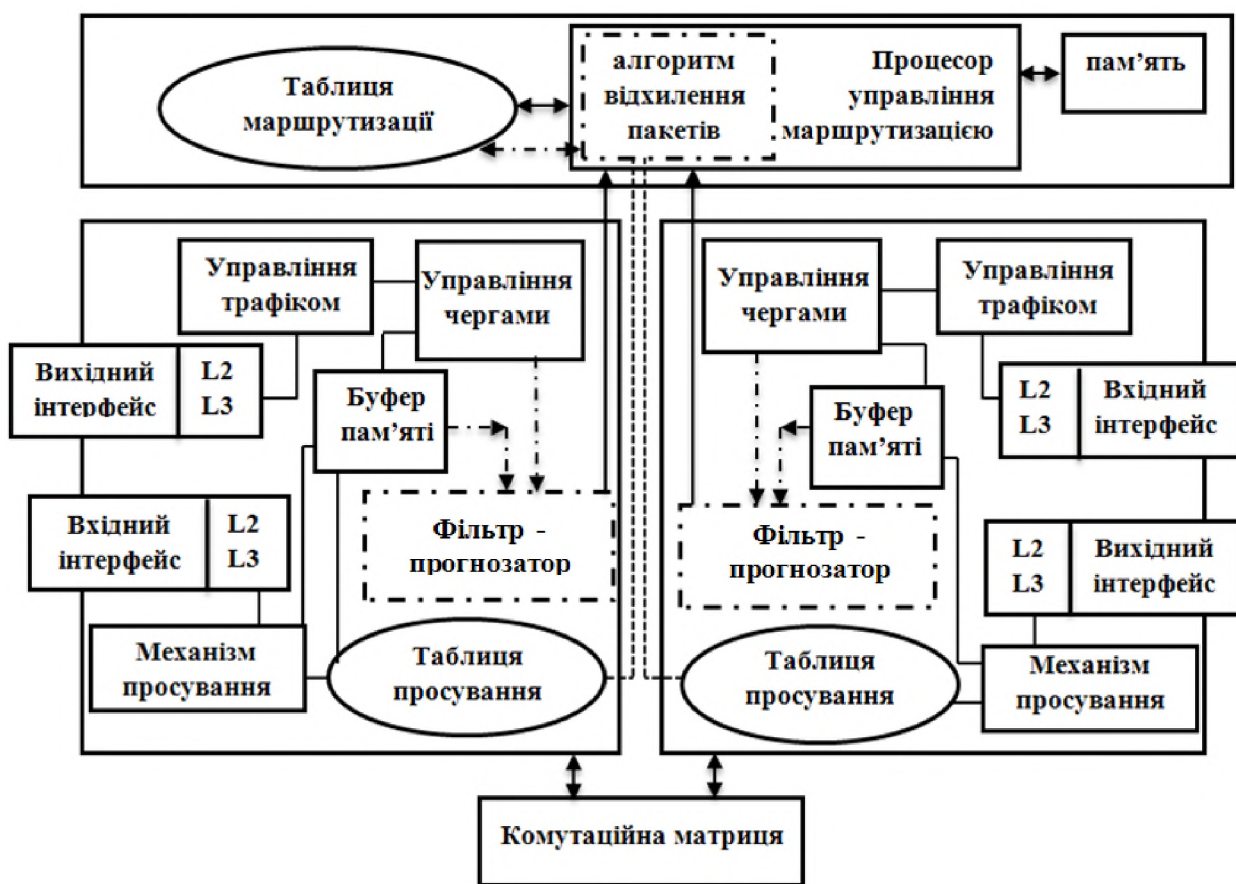 Таблиця
маршрутизації
алгоритм
відхилення
пакетів
Процесор
управління
маршрутизацією
пам’ять
Управління
трафіком
Управління
чергами
Вихідний
інтерфейс
L2
L3
Буфер
пам’яті
Вхідний
інтерфейс
L2
L3
Фільтр -
прогнозатор
Механізм
просування
Таблиця
просування
Управління
чергами
Управління
трафіком
Буфер
пам’яті
L2
L3
Вхідний
інтерфейс
Фільтр -
прогнозатор
L2
L3
Вхідний
інтерфейс
Таблиця
просування
Механізм
просування
Комутаційна матриця